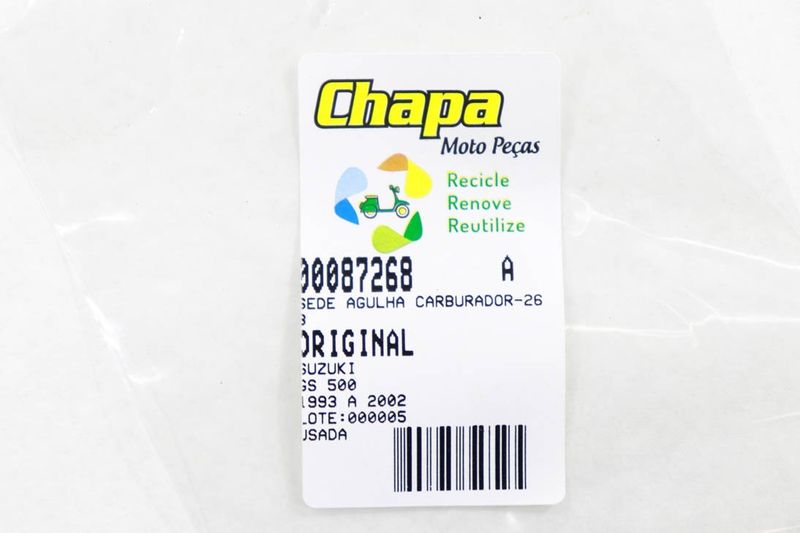 Chapa
Moto Peças
Recicle
Renove
Reutilize
00087268 A
SEDE AGULHA CARBURADOR-26
3
ORIGINAL
SUZUKI
GS 500
1993 A 2002
LOTE:000005
USADA